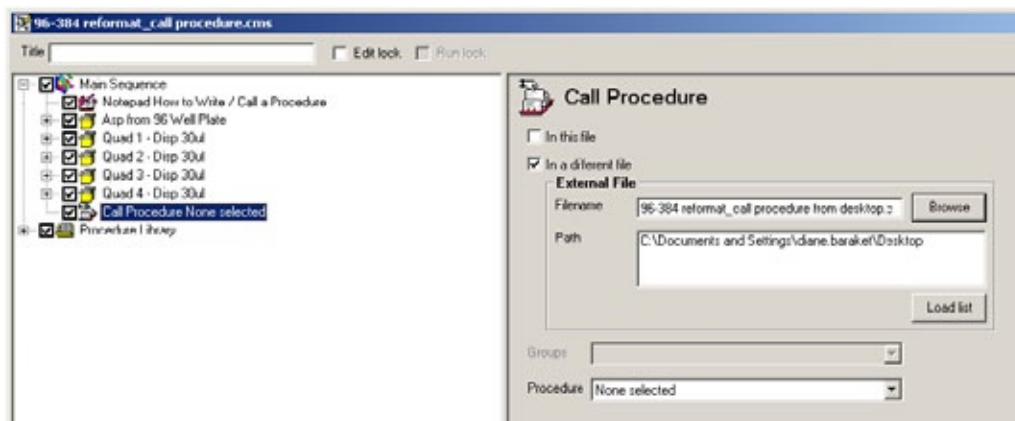 96-384 reformat_call procedure.cms
Title
Edit lock Run lock
Main Sequence
Notepad How to Write / Call a Procedure
Asp from 96 Well Plate
Quad 1 - Disp 30ul
Quad 2 - Disp 30ul
Quad 3 - Disp 30ul
Quad 4 - Disp 30ul
Call Procedure None selected
Procedure Library
Call Procedure
In this file
In a different file
External File
Filename 96-384 reformat_call procedure from desktop.c Browse
Path C:\Documents and Settings\diane.baraket\Desktop
Load list
Groups
Procedure None selected